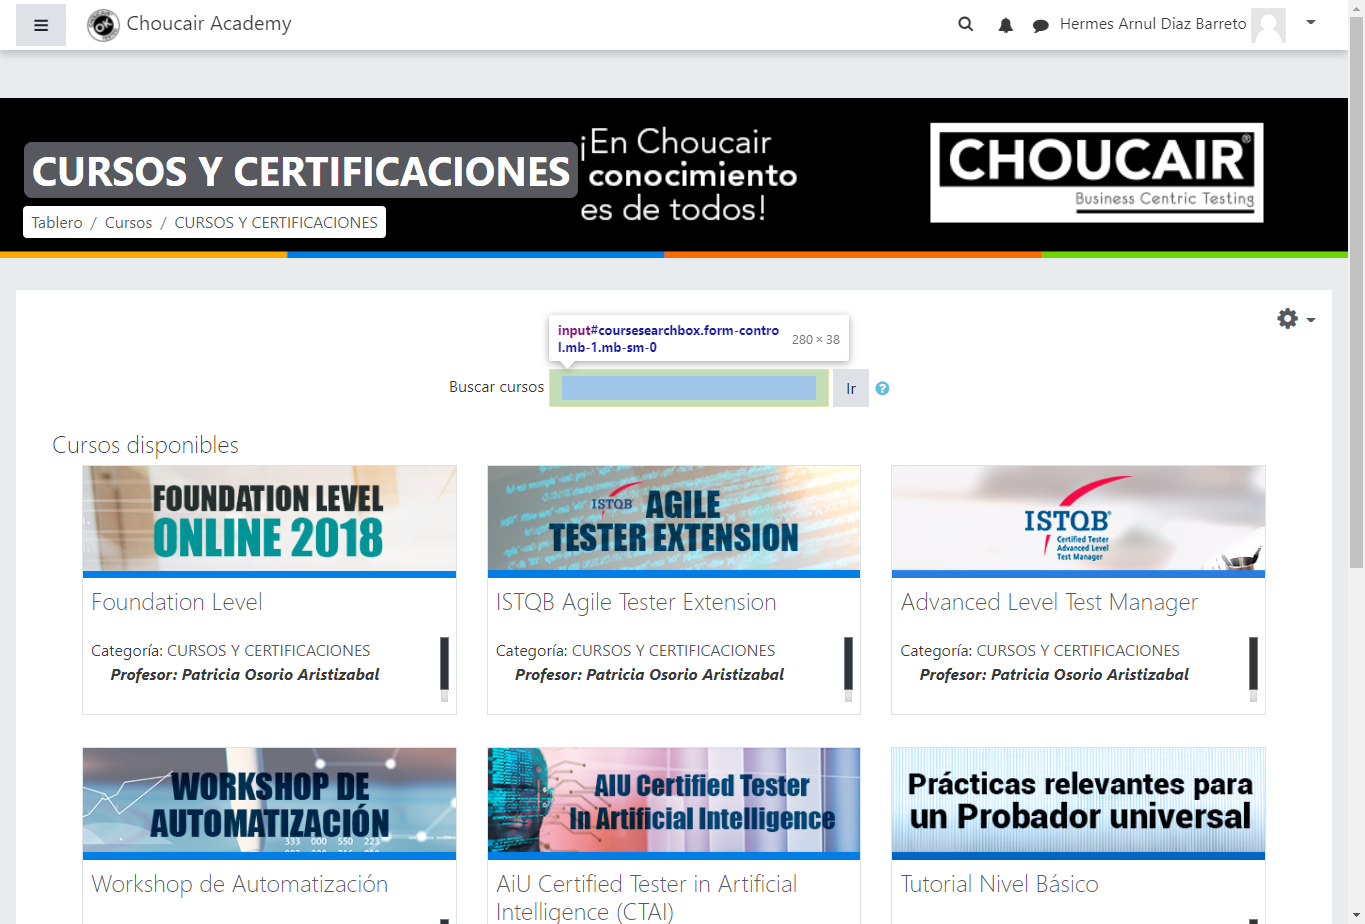 Choucair Academy
Hermes Arnul Diaz Barreto
¡En Choucair
conocimiento
es de todos!
CHOUCAIR®
Business Centric Testing
CURSOS Y CERTIFICACIONES
Tablero / Cursos / CURSOS Y CERTIFICACIONES
input#coursesearchbox.form-contro
l.mb-1.mb-sm-0
280 × 38
Buscar cursos
Ir
?
Cursos disponibles
FOUNDATION LEVEL
ONLINE 2018
Foundation Level
Categoría: CURSOS Y CERTIFICACIONES
Profesor: Patricia Osorio Aristizabal
ISTQB AGILE
TESTER EXTENSION
ISTQB Agile Tester Extension
Categoría: CURSOS Y CERTIFICACIONES
Profesor: Patricia Osorio Aristizabal
ISTQB®
Certified Tester
Advanced Level
Test Manager
Advanced Level Test Manager
Categoría: CURSOS Y CERTIFICACIONES
Profesor: Patricia Osorio Aristizabal
WORKSHOP DE
AUTOMATIZACIÓN
333 000 550 223
Workshop de Automatización
AiU Certified Tester
In Artificial Intelligence
AiU Certified Tester in Artificial
Intelligence (CTAI)
Prácticas relevantes para
un Probador universal
Tutorial Nivel Básico